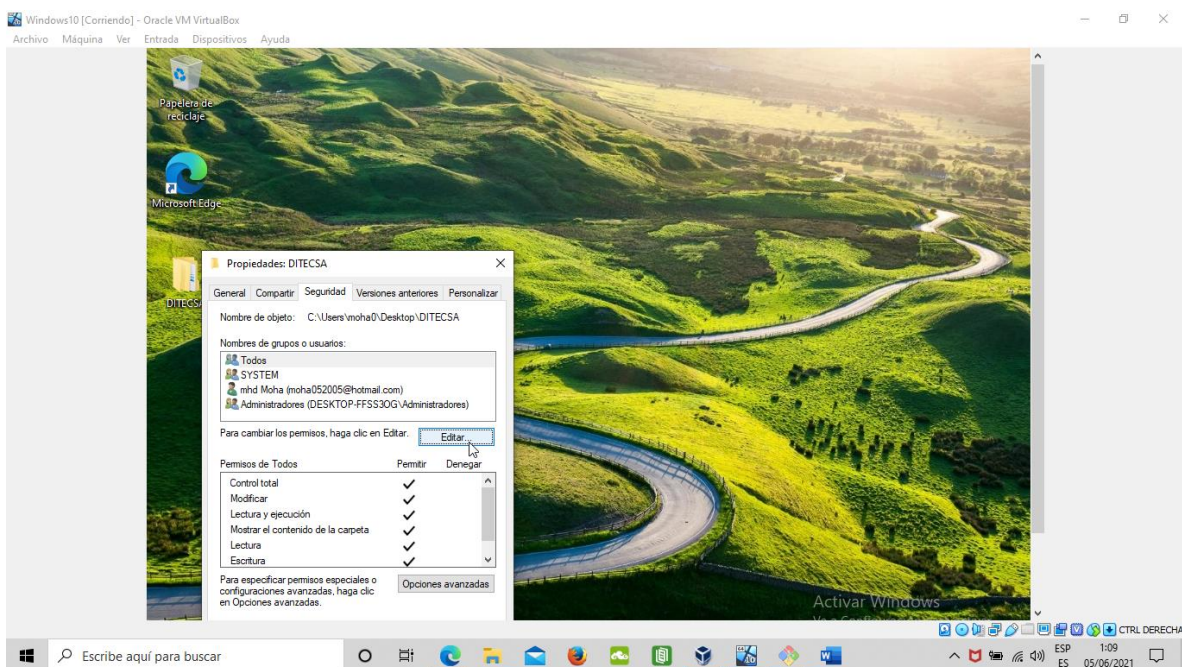 Windows10 [Corriendo] - Oracle VM VirtualBox
Archivo Máquina Ver Entrada Dispositivos Ayuda
Papelera de
reciclaje
Microsoft Edge
DITECSA
Propiedades: DITECSA
General Compartir Seguridad Versiones anteriores Personalizar
Nombre de objeto: C:\Users\moha0\Desktop\DITECSA
Nombres de grupos o usuarios:
Todos
SYSTEM
mhd Moha (moha052005@hotmail.com)
Administradores (DESKTOP-FFSS3OG\Administradores)
Para cambiar los permisos, haga clic en Editar. Editar...
Permisos de Todos Permitir Denegar
Control total
Modificar
Lectura y ejecución
Mostrar el contenido de la carpeta
Lectura
Escritura
Para especificar permisos especiales o
configuraciones avanzadas, haga clic
en Opciones avanzadas.
Opciones avanzadas
Activar Windows
CTRL DERECHA
Escribe aquí para buscar
ESP
ES
1:09
05/06/2021